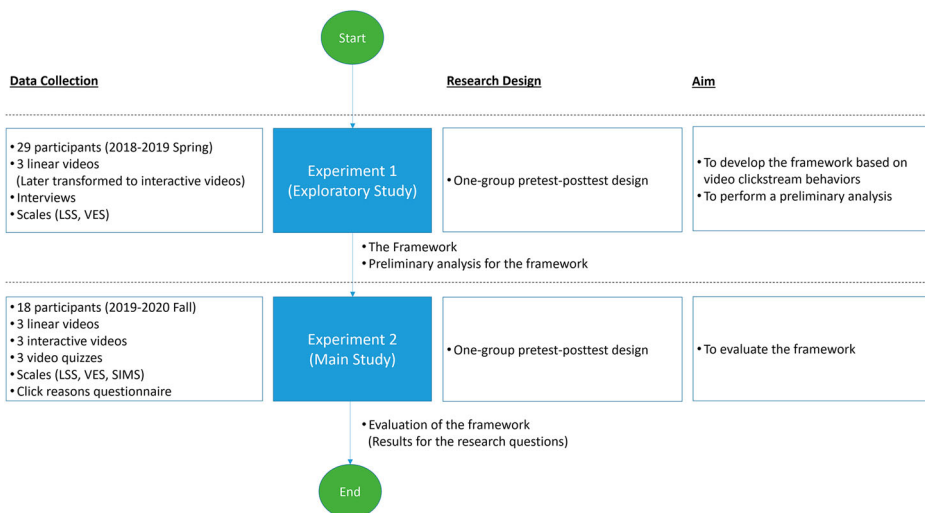 Start
Data Collection
Research Design
Aim
• 29 participants (2018-2019 Spring)
• 3 linear videos
(Later transformed to interactive videos)
• Interviews
• Scales (LSS, VES)
Experiment 1
(Exploratory Study)
• One-group pretest-posttest design
• To develop the framework based on
video clickstream behaviors
• To perform a preliminary analysis
• The Framework
• Preliminary analysis for the framework
• 18 participants (2019-2020 Fall)
• 3 linear videos
• 3 interactive videos
• 3 video quizzes
• Scales (LSS, VES, SIMS)
• Click reasons questionnaire
Experiment 2
(Main Study)
• One-group pretest-posttest design
• To evaluate the framework
• Evaluation of the framework
(Results for the research questions)
End